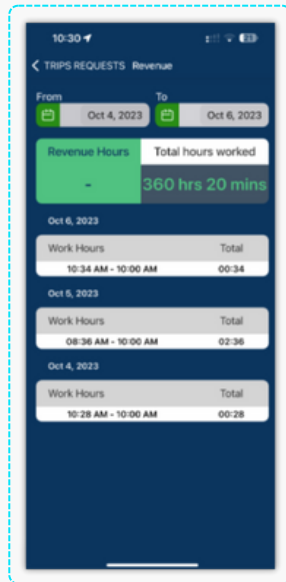 10:30
TRIPS REQUESTS Revenue
From To
Oct 4, 2023 Oct 6, 2023
Revenue Hours Total hours worked
- 360 hrs 20 mins
Oct 6, 2023
Work Hours Total
10:34 AM - 10:00 AM 00:34
Oct 5, 2023
Work Hours Total
08:36 AM - 10:00 AM 02:36
Oct 4, 2023
Work Hours Total
10:28 AM - 10:00 AM 00:28